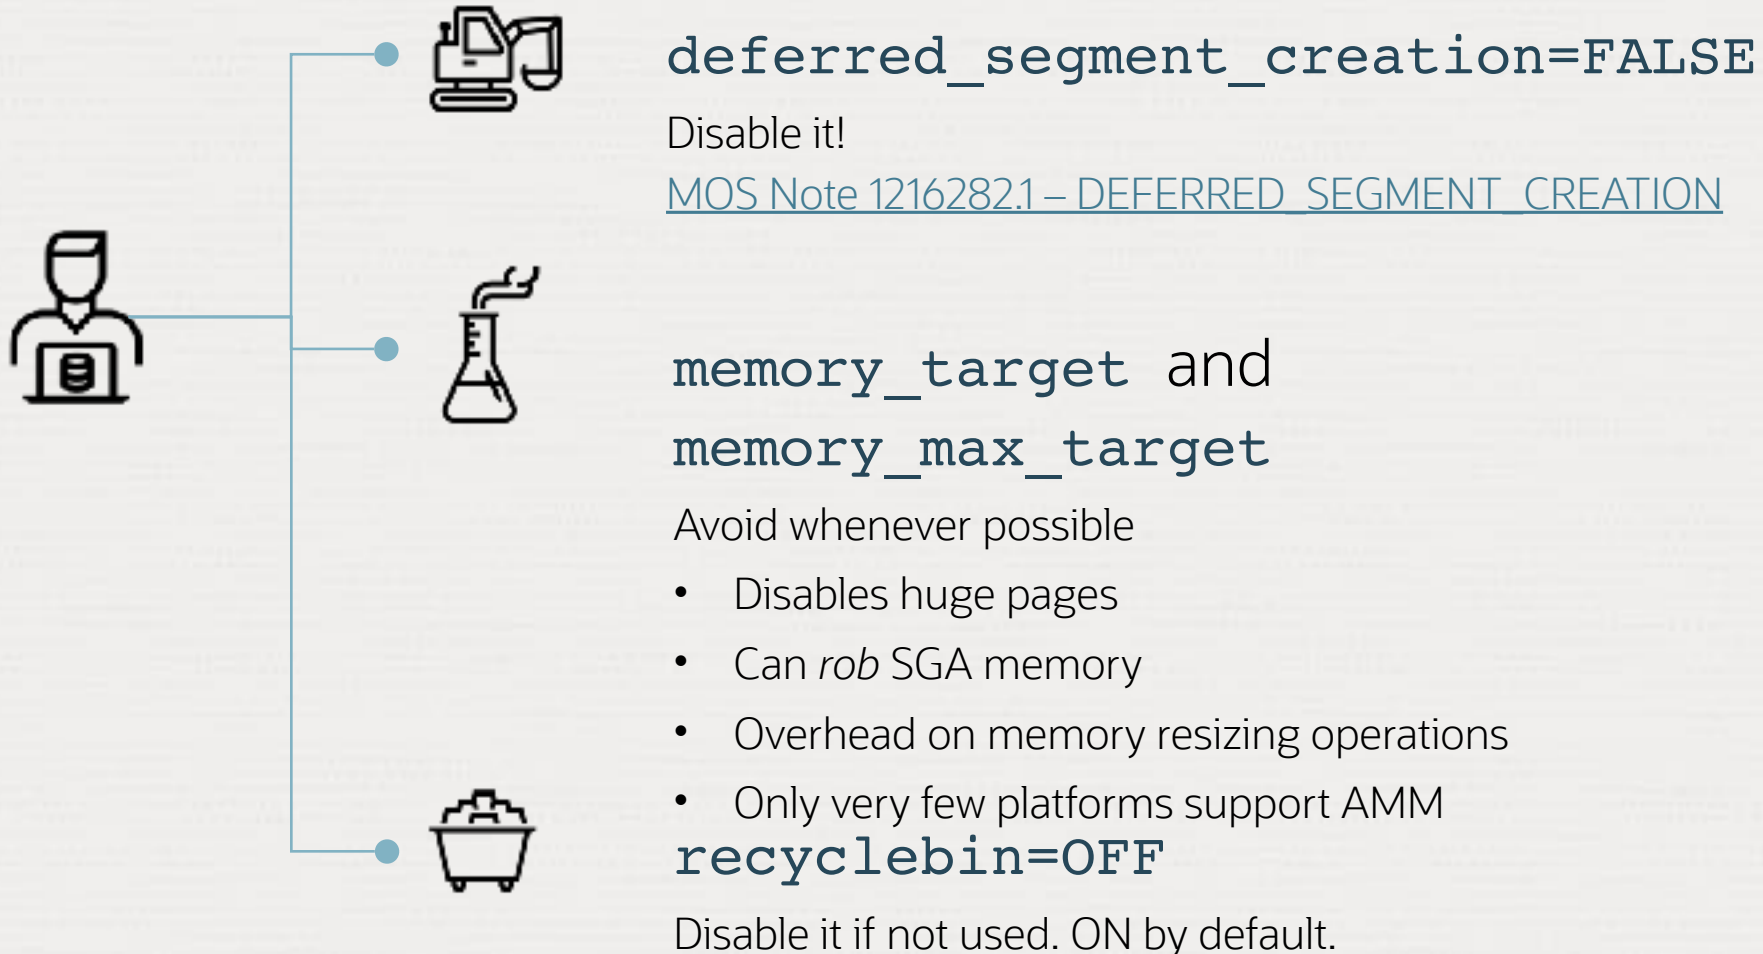 deferred_segment_creation=FALSE
Disable it!
MOS Note 1216282.1 – DEFERRED_SEGMENT_CREATION
memory_target and
memory_max_target
Avoid whenever possible
• Disables huge pages
• Can rob SGA memory
• Overhead on memory resizing operations
• Only very few platforms support AMM
recyclebin=OFF
Disable it if not used. ON by default.